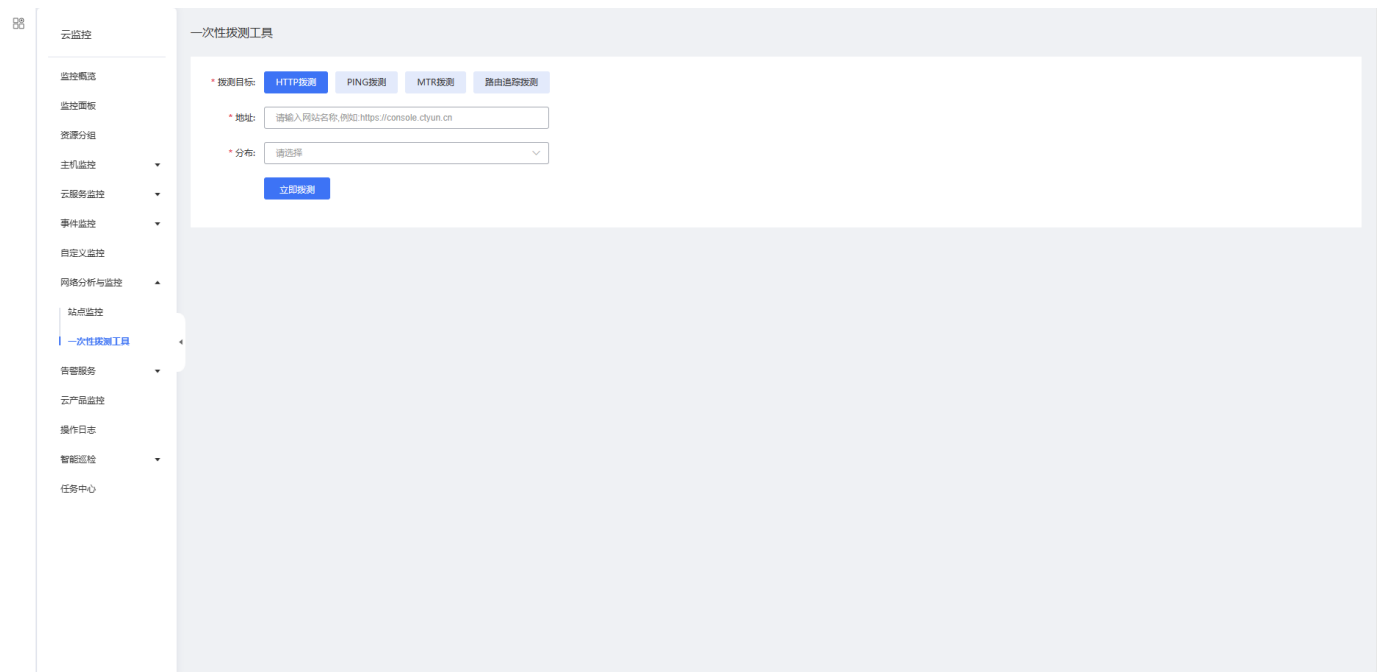 云监控
监控概览
监控面板
资源分组
主机监控
云服务监控
事件监控
自定义监控
网络分析与监控
站点监控
一次性拨测工具
告警服务
云产品监控
操作日志
智能巡检
任务中心
一次性拨测工具
* 拨测目标: HTTP拨测 PING拨测 MTR拨测 路由追踪拨测
* 地址: 请输入网站名称,例如:https://console.ctyun.cn
* 分布: 请选择
立即拨测